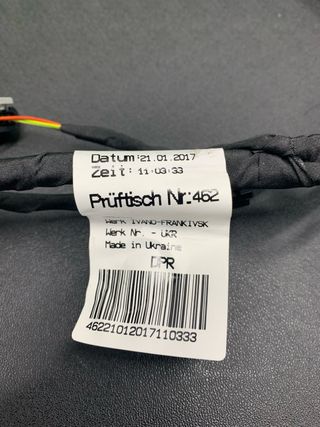 Datum:21.01.2017
Zeit: 11:03:33
Prüftisch Nr.:462
Werk IVANO-FRANKIVSK
Werk Nr. - UKR
Made in Ukraine
DPR
46221012017110333